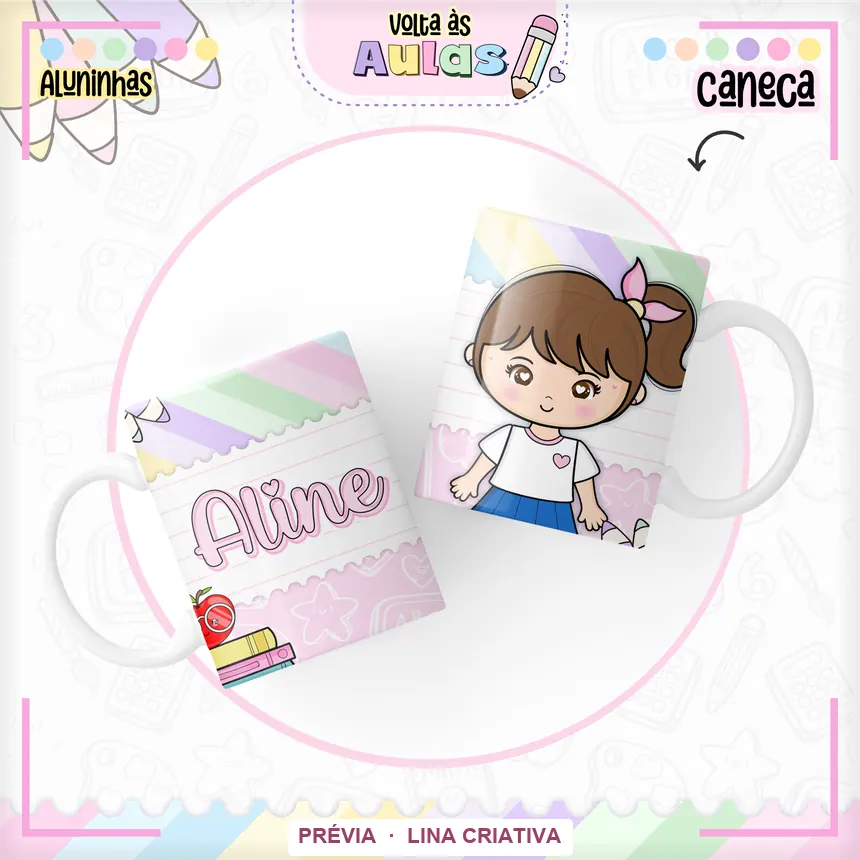 VOLTA ÀS
AULAS
ALUNINHAS
CANECA
Aline
PRÉVIA · LINA CRIATIVA